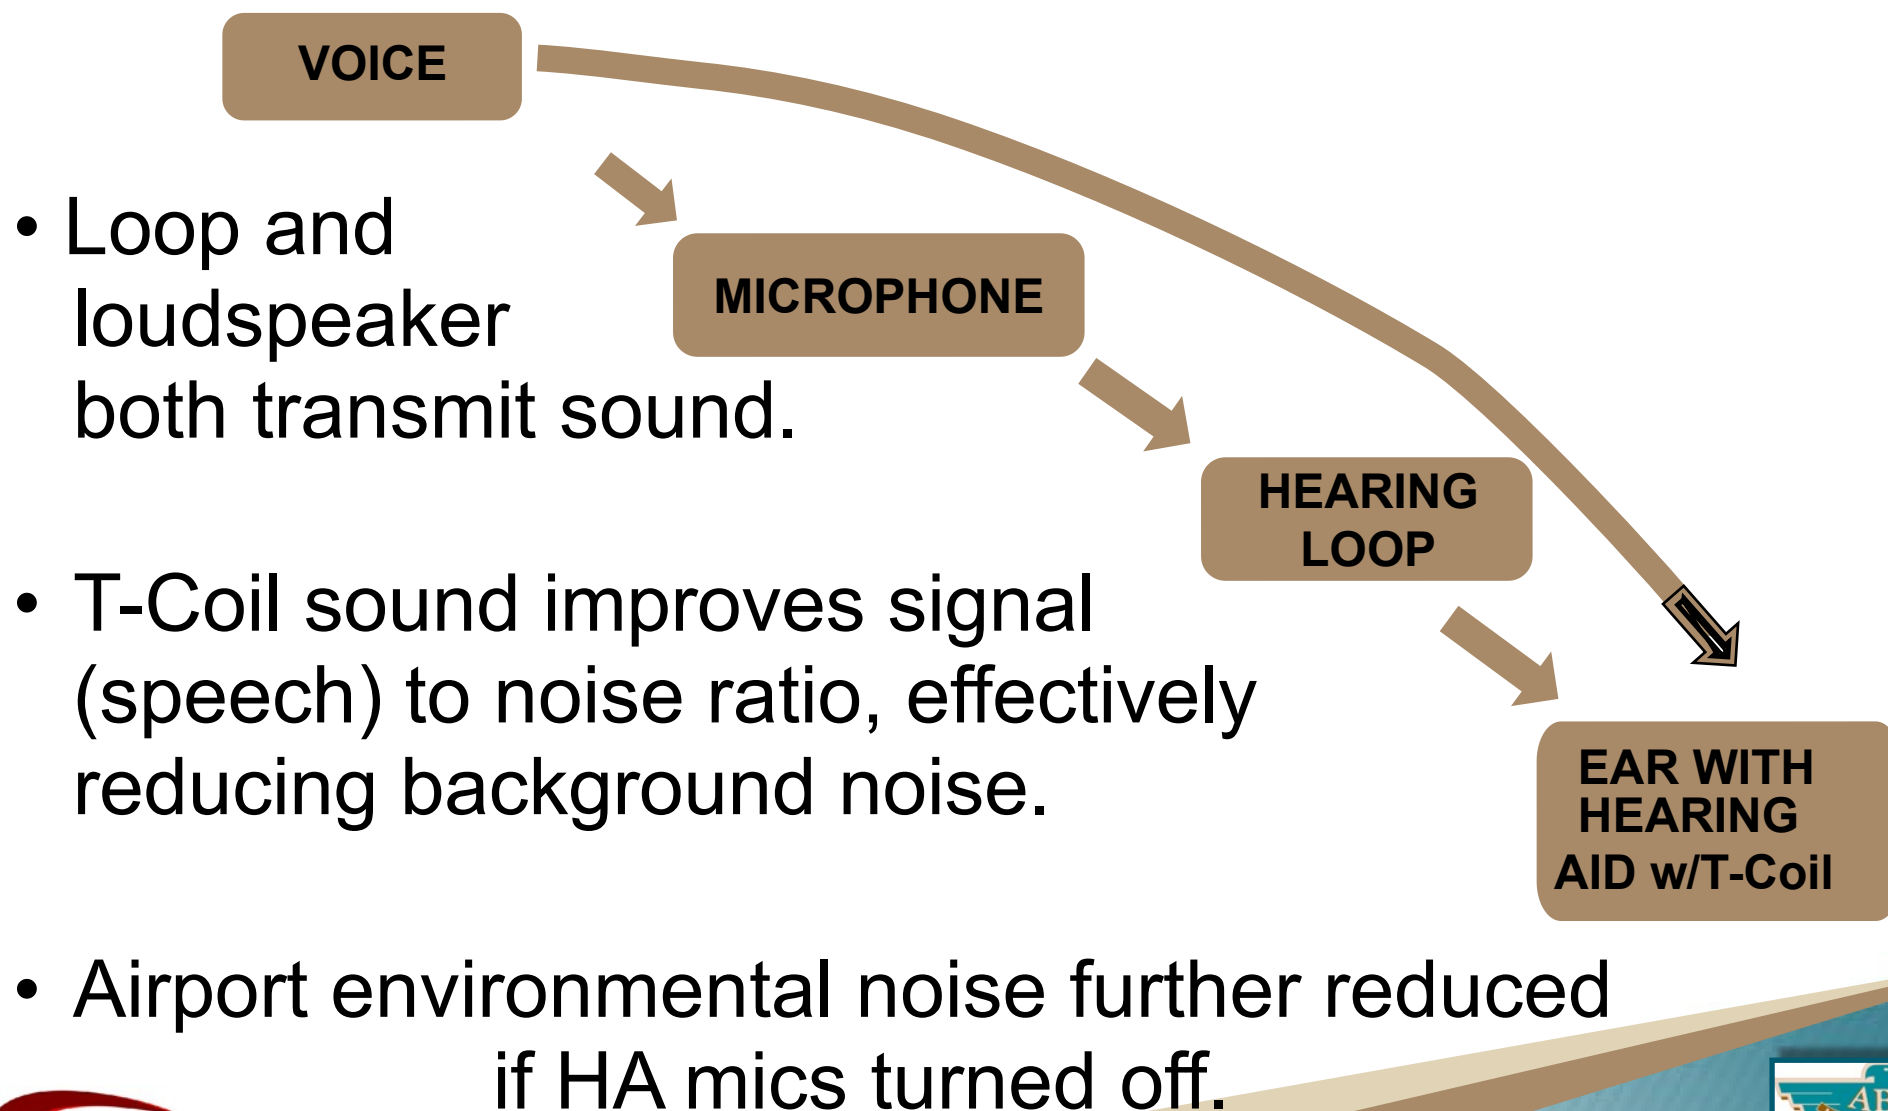 VOICE
• Loop and
loudspeaker
both transmit sound.
MICROPHONE
HEARING
LOOP
• T-Coil sound improves signal
(speech) to noise ratio, effectively
reducing background noise.
EAR WITH
HEARING
AID w/T-Coil
• Airport environmental noise further reduced
if HA mics turned off.